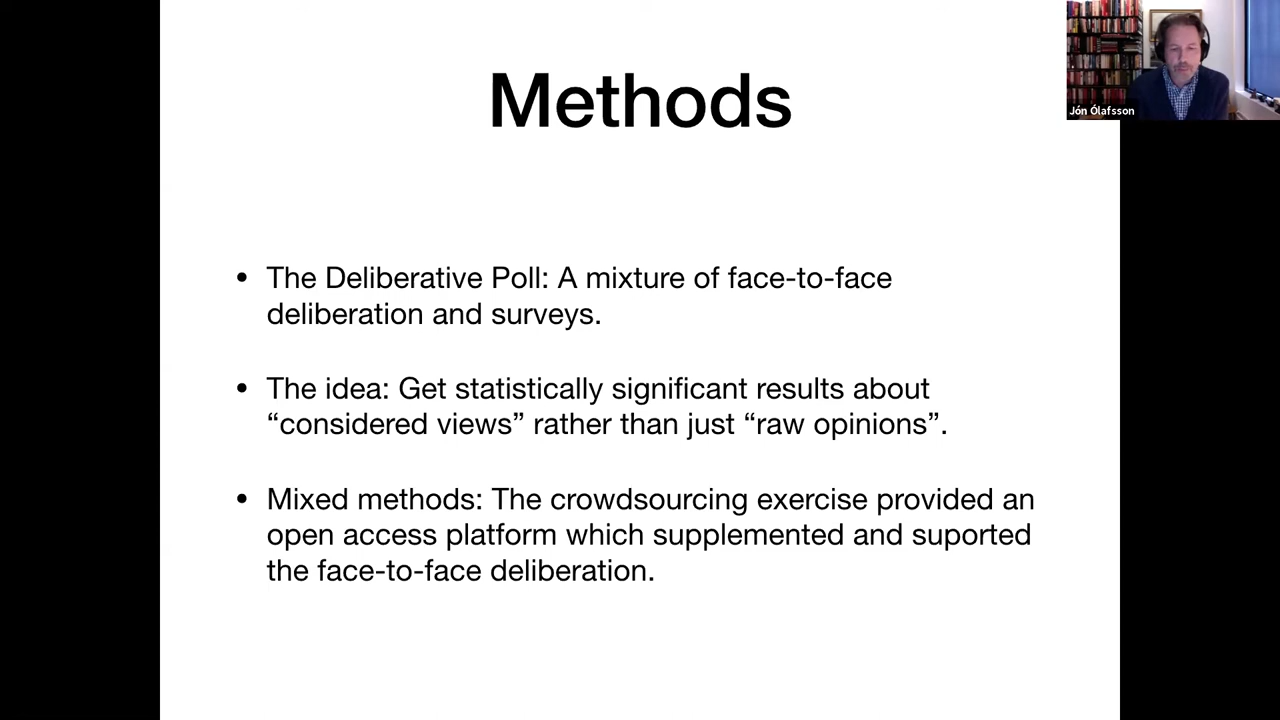 Methods
Jón Ólafsson
• The Deliberative Poll: A mixture of face-to-face
deliberation and surveys.
• The idea: Get statistically significant results about
“considered views” rather than just “raw opinions”.
• Mixed methods: The crowdsourcing exercise provided an
open access platform which supplemented and suported
the face-to-face deliberation.